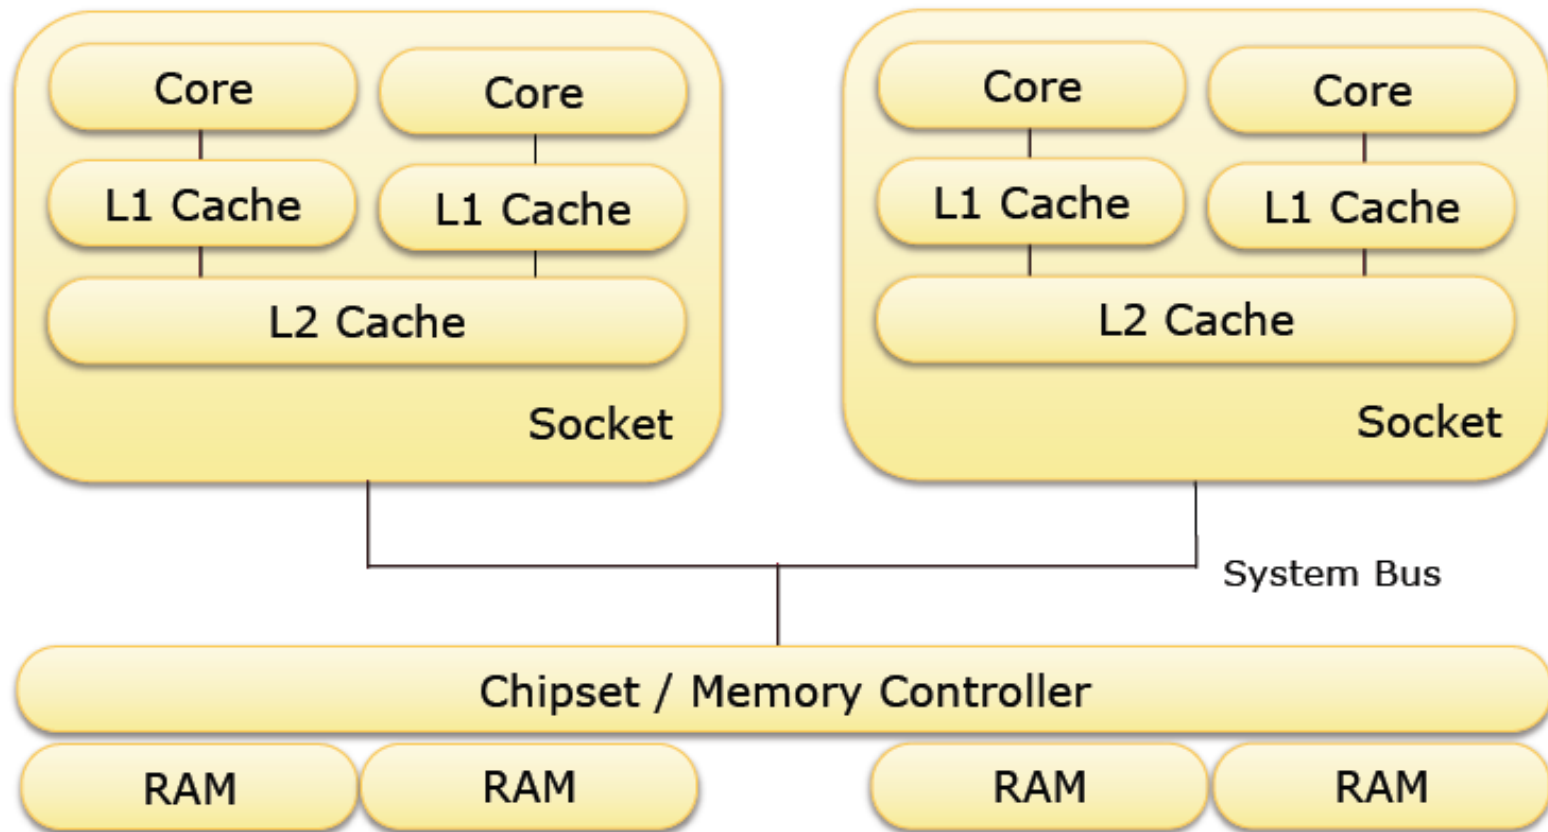 Core
Core
L1 Cache
L1 Cache
L2 Cache
Socket
Core
Core
L1 Cache
L1 Cache
L2 Cache
Socket
System Bus
Chipset / Memory Controller
RAM
RAM
RAM
RAM